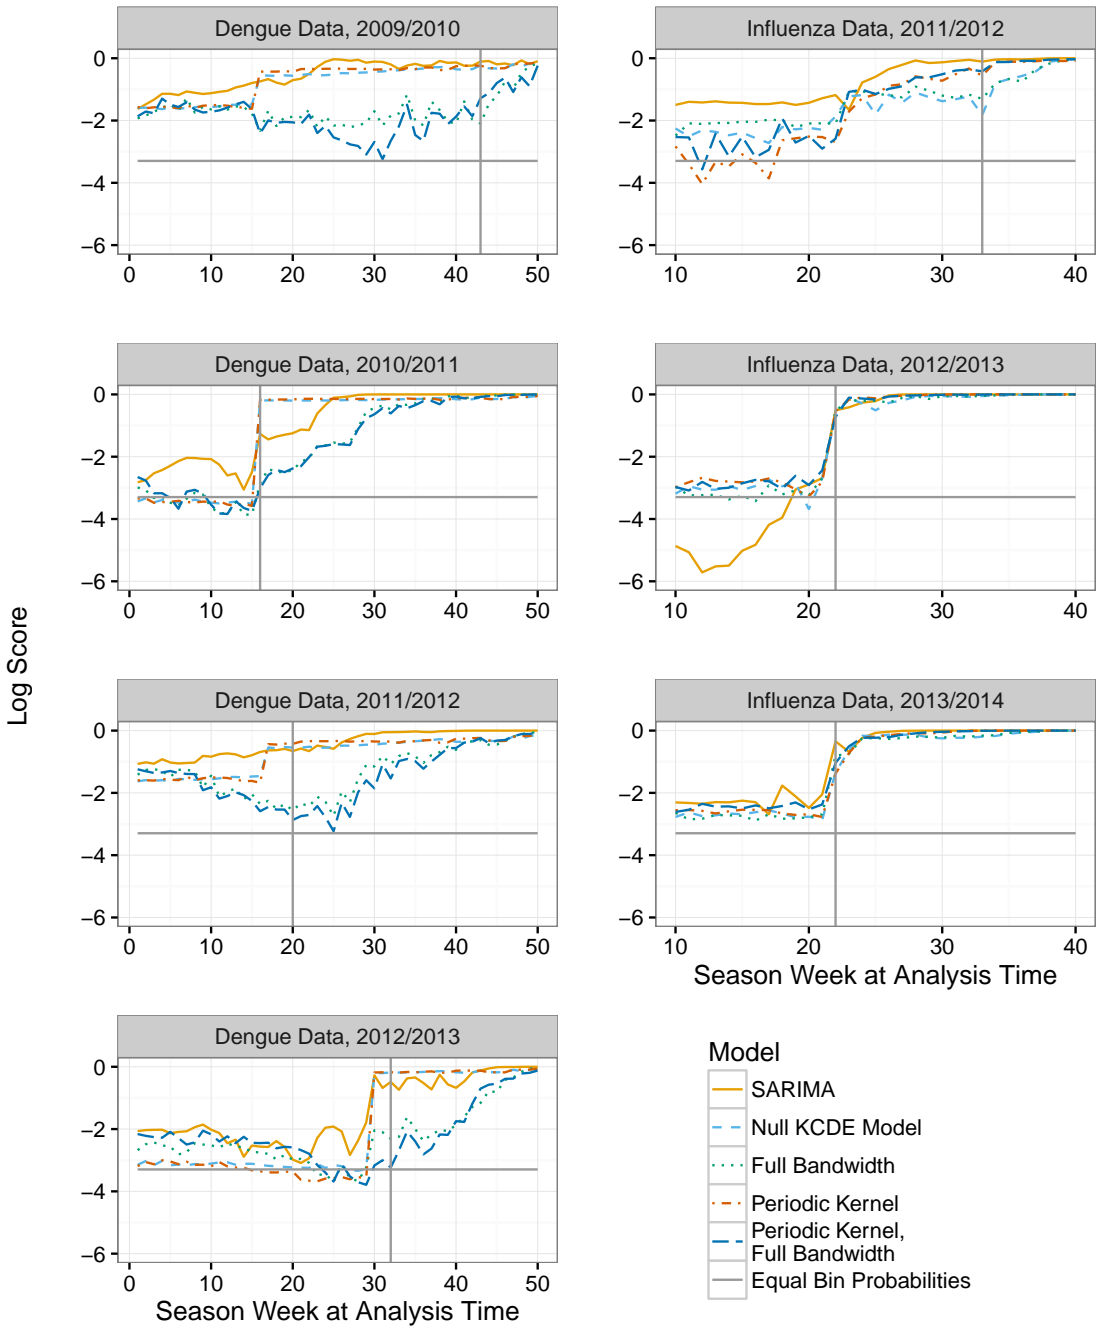 Dengue Data, 2009/2010
0
−2
−4
−6
0 10 20 30 40 50
Influenza Data, 2011/2012
0
−2
−4
−6
10 20 30 40
Dengue Data, 2010/2011
0
−2
−4
−6
0 10 20 30 40 50
Influenza Data, 2012/2013
0
−2
−4
−6
10 20 30 40
Log Score
Dengue Data, 2011/2012
0
−2
−4
−6
0 10 20 30 40 50
Influenza Data, 2013/2014
0
−2
−4
−6
10 20 30 40
Season Week at Analysis Time
Dengue Data, 2012/2013
0
−2
−4
−6
0 10 20 30 40 50
Season Week at Analysis Time
Model
SARIMA
Null KCDE Model
Full Bandwidth
Periodic Kernel
Periodic Kernel,
Full Bandwidth
Equal Bin Probabilities